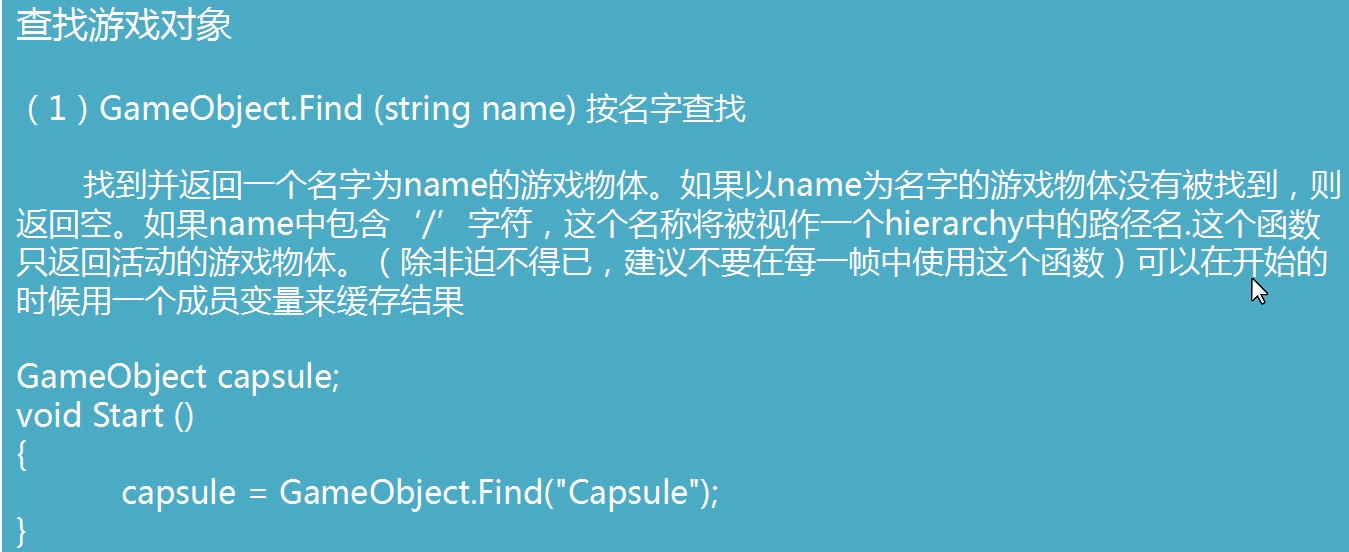 查找游戏对象
（1）GameObject.Find (string name) 按名字查找
找到并返回一个名字为name的游戏物体。如果以name为名字的游戏物体没有被找到，则
返回空。如果name中包含‘/’字符，这个名称将被视作一个hierarchy中的路径名.这个函数
只返回活动的游戏物体。（除非迫不得已，建议不要在每一帧中使用这个函数）可以在开始的
时候用一个成员变量来缓存结果
GameObject capsule;
void Start ()
{
capsule = GameObject.Find("Capsule");
}